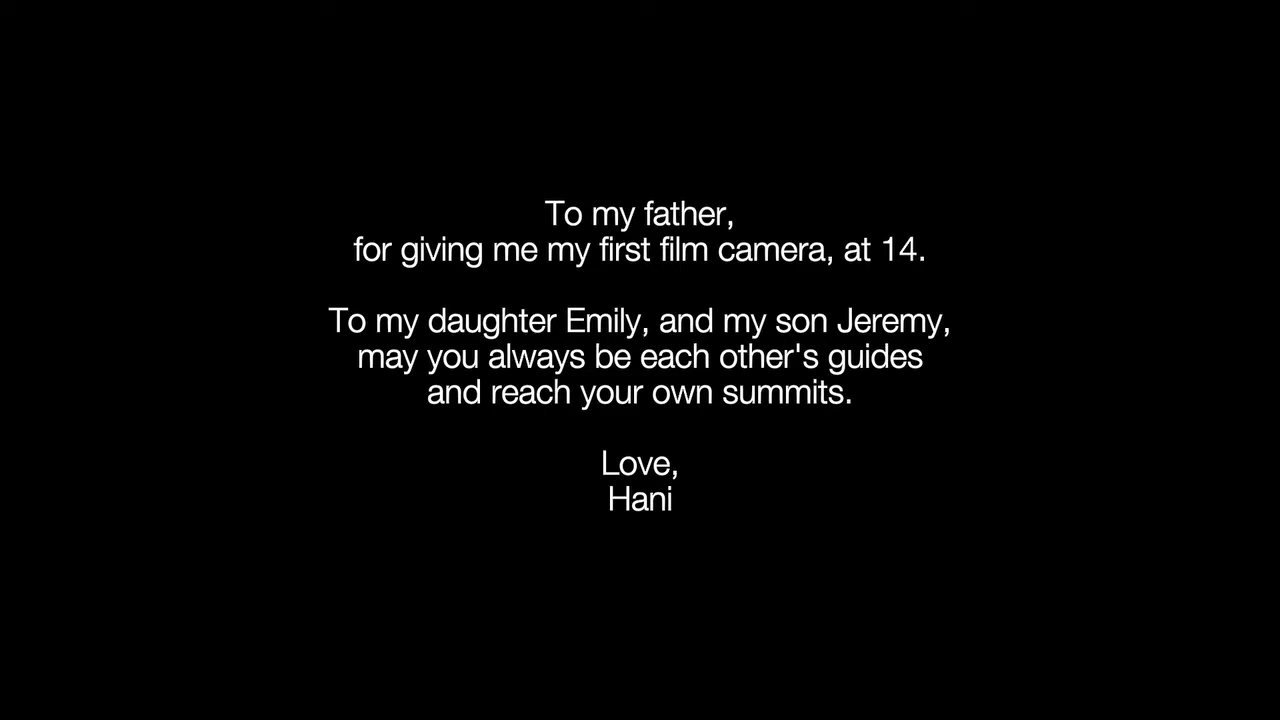 To my father,
for giving me my first film camera, at 14.
To my daughter Emily, and my son Jeremy,
may you always be each other's guides
and reach your own summits.
Love,
Hani